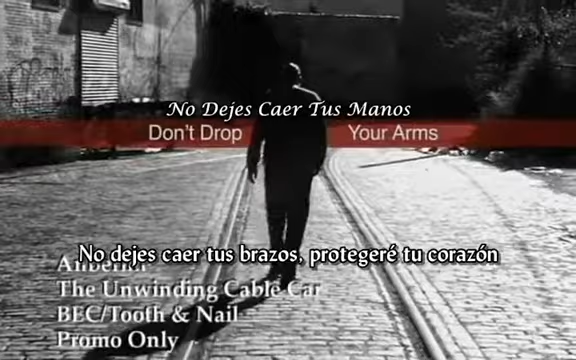 No Dejes Caer Tus Manos
Don't Drop Your Arms
No dejes caer tus brazos, protegeré tu corazón
Anberlin
The Unwinding Cable Car
BEC/Tooth & Nail
Promo Only